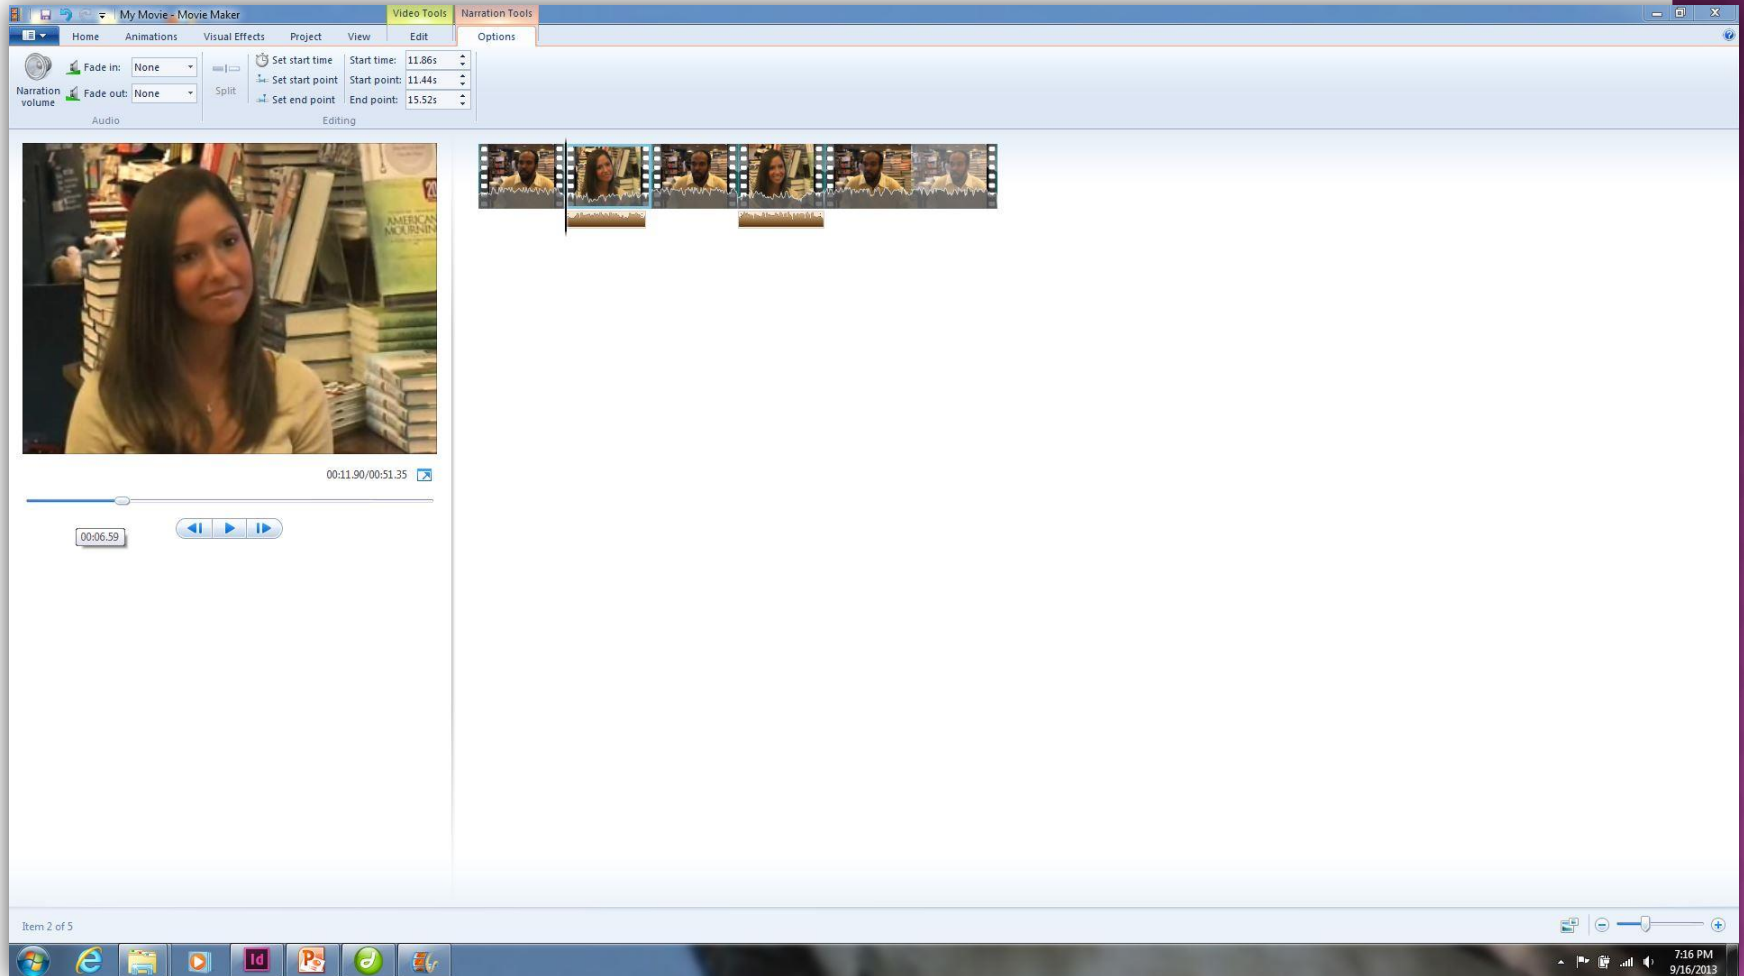 My Movie - Movie Maker
Video Tools
Narration Tools
Home
Animations
Visual Effects
Project
View
Edit
Options
Narration
volume
Fade in:
None
Fade out:
None
Audio
Split
Set start time
Set start point
Set end point
Start time:
11.86s
Start point:
11.44s
End point:
15.52s
Editing
20
AMERICAN
MOURNING
00:11.90/00:51.35
00:06.59
Item 2 of 5
Id
7:16 PM
9/16/2013